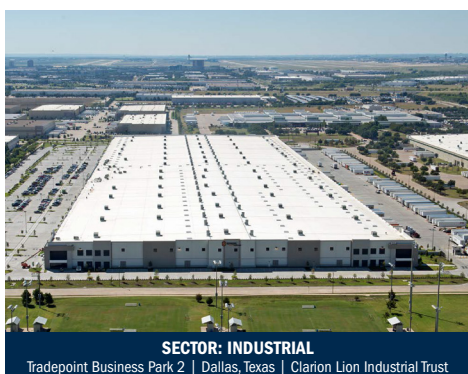 SECTOR: INDUSTRIAL
Tradepoint Business Park 2 | Dallas, Texas | Clarion Lion Industrial Trust